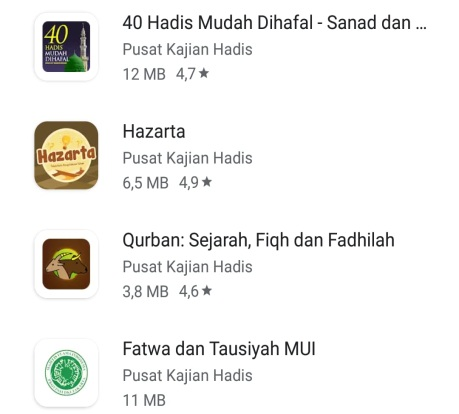 40 Hadis Mudah Dihafal - Sanad dan ...
Pusat Kajian Hadis
12 MB 4,7★
40
HADIS
MUDAH
DIHAFAL
Hazarta
Pusat Kajian Hadis
6,5 MB 4,9★
Hazarta
Qurban: Sejarah, Fiqh dan Fadhilah
Pusat Kajian Hadis
3,8 MB 4,6★
Fatwa dan Tausiyah MUI
Pusat Kajian Hadis
11 MB